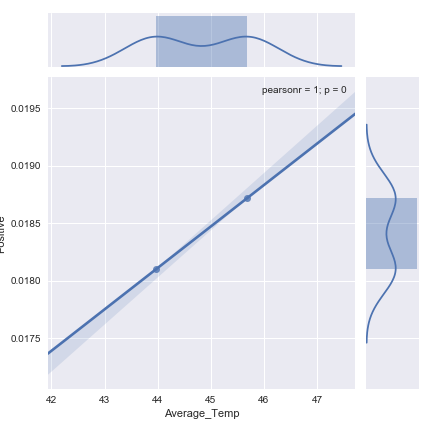 pearsonr = 1; p = 0
0.0195
0.0190
0.0185
0.0180
0.0175
Positive
42 43 44 45 46 47
Average_Temp